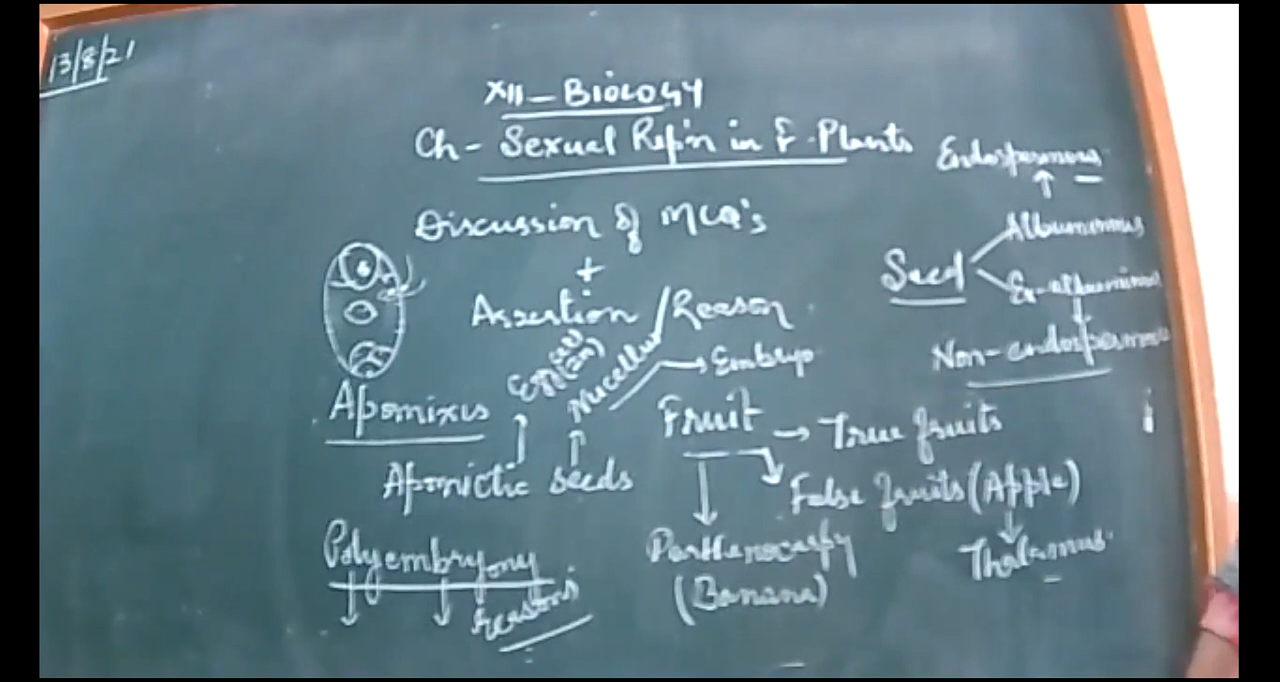 13/8/21
XII - BIOLOGY
Ch - Sexual Rep'n in F. Plants
Discussion of MCQ's
+
Assertion / Reason
Endospermous
↑
Albuminous
Seed
Ex-albuminous
Non-endospermous
Apomixis
Egg (2n)
Nucellus → Embryo
Apomictic seeds
Polyembryony
reasons
Fruit → True fruits
False fruits (Apple)
Thalamus
Parthenocarpy
(Banana)